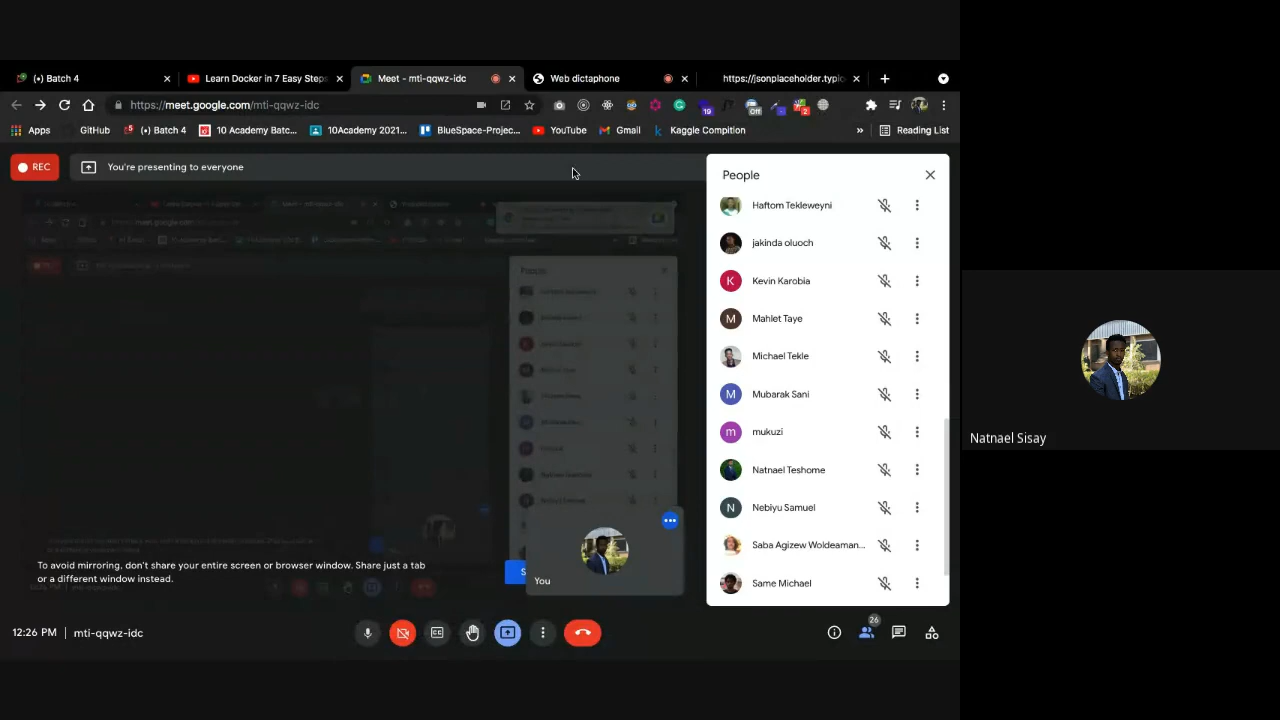 (•) Batch 4
Learn Docker in 7 Easy Steps
Meet - mti-qqwz-idc
Web dictaphone
https://jsonplaceholder.typi
https://meet.google.com/mti-qqwz-idc
19
Off
2
Apps
GitHub
(•) Batch 4
10 Academy Batc...
10Academy 2021...
BlueSpace-Projec...
YouTube
Gmail
Kaggle Compition
»
Reading List
REC
You're presenting to everyone
People
Haftom Tekleweyni
jakinda oluoch
K
Kevin Karobia
M
Mahlet Taye
Michael Tekle
M
Mubarak Sani
m
mukuzi
Natnael Teshome
N
Nebiyu Samuel
Saba Agizew Woldeaman...
Same Michael
To avoid mirroring, don't share your entire screen or browser window. Share just a tab
or a different window instead.
S
You
12:26 PM | mti-qqwz-idc
26
Natnael Sisay